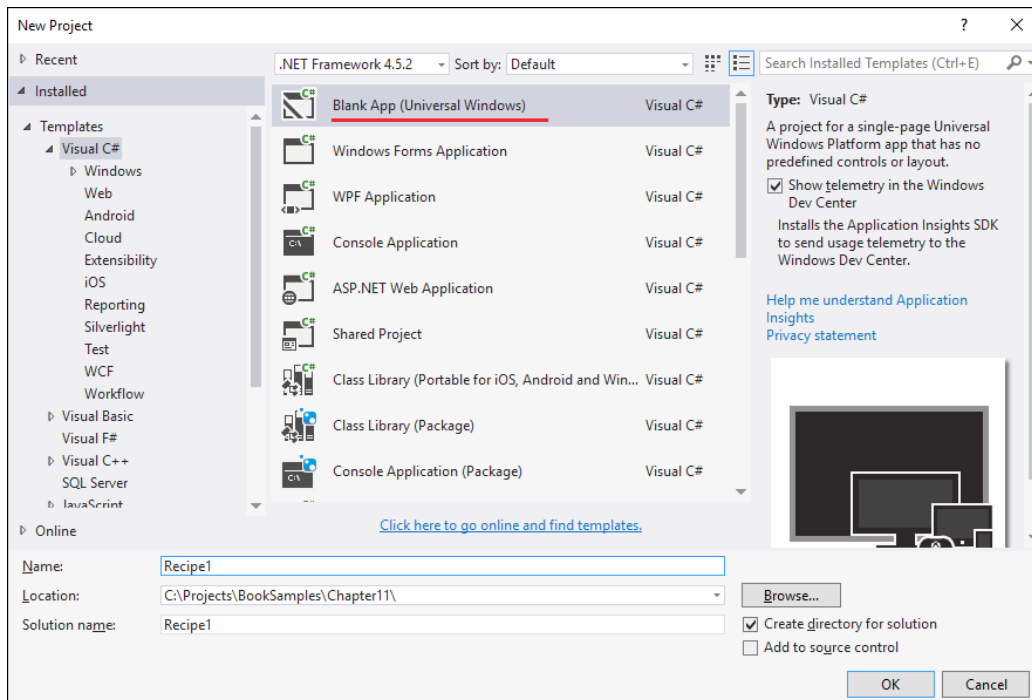 New Project
?
Recent
Installed
Templates
Visual C#
Windows
Web
Android
Cloud
Extensibility
iOS
Reporting
Silverlight
Test
WCF
Workflow
Visual Basic
Visual F#
Visual C++
SQL Server
JavaScript
Online
.NET Framework 4.5.2 Sort by: Default
Search Installed Templates (Ctrl+E)
C# Blank App (Universal Windows) Visual C#
C# Windows Forms Application Visual C#
C# WPF Application Visual C#
C# C:\ Console Application Visual C#
C# ASP.NET Web Application Visual C#
C# Shared Project Visual C#
C# Class Library (Portable for iOS, Android and Win... Visual C#
Class Library (Package) Visual C#
C:\ Console Application (Package) Visual C#
Click here to go online and find templates.
Type: Visual C#
A project for a single-page Universal
Windows Platform app that has no
predefined controls or layout.
Show telemetry in the Windows
Dev Center
Installs the Application Insights SDK
to send usage telemetry to the
Windows Dev Center.
Help me understand Application
Insights
Privacy statement
Name: Recipe1
Location: C:\Projects\BookSamples\Chapter11\
Browse...
Solution name: Recipe1
Create directory for solution
Add to source control
OK Cancel